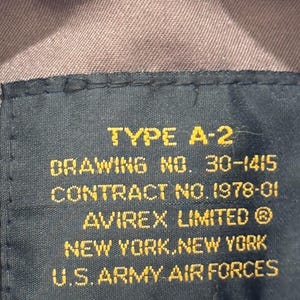 TYPE A-2
DRAWING NO. 30-1415
CONTRACT NO. 1978-01
AVIREX LIMITED ®
NEW YORK, NEW YORK
U.S. ARMY AIR FORCES